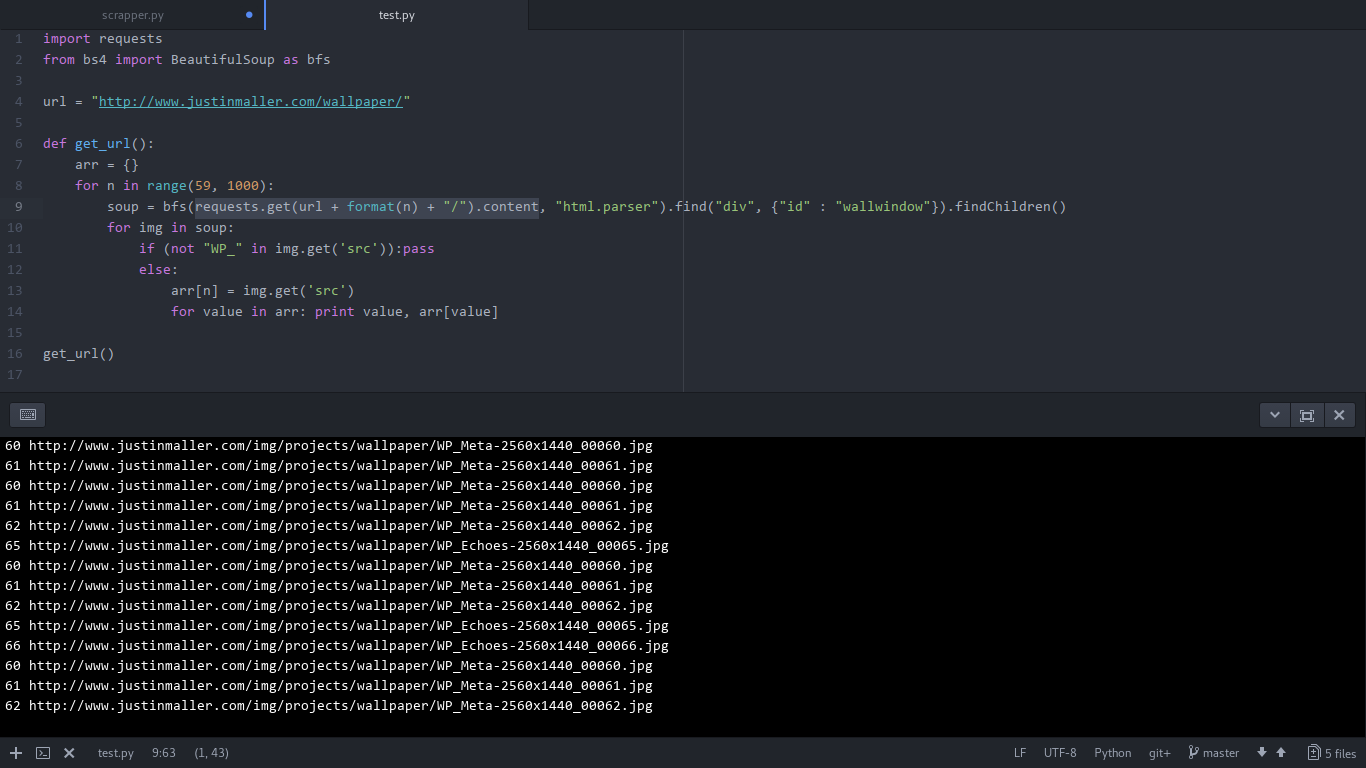 scrapper.py test.py
1 import requests
2 from bs4 import BeautifulSoup as bfs
3
4 url = "http://www.justinmaller.com/wallpaper/"
5
6 def get_url():
7     arr = {}
8     for n in range(59, 1000):
9         soup = bfs(requests.get(url + format(n) + "/").content, "html.parser").find("div", {"id" : "wallwindow"}).findChildren()
10         for img in soup:
11             if (not "WP_" in img.get('src')):pass
12             else:
13                 arr[n] = img.get('src')
14                 for value in arr: print value, arr[value]
15
16 get_url()
17
60 http://www.justinmaller.com/img/projects/wallpaper/WP_Meta-2560x1440_00060.jpg
61 http://www.justinmaller.com/img/projects/wallpaper/WP_Meta-2560x1440_00061.jpg
60 http://www.justinmaller.com/img/projects/wallpaper/WP_Meta-2560x1440_00060.jpg
61 http://www.justinmaller.com/img/projects/wallpaper/WP_Meta-2560x1440_00061.jpg
62 http://www.justinmaller.com/img/projects/wallpaper/WP_Meta-2560x1440_00062.jpg
65 http://www.justinmaller.com/img/projects/wallpaper/WP_Echoes-2560x1440_00065.jpg
60 http://www.justinmaller.com/img/projects/wallpaper/WP_Meta-2560x1440_00060.jpg
61 http://www.justinmaller.com/img/projects/wallpaper/WP_Meta-2560x1440_00061.jpg
62 http://www.justinmaller.com/img/projects/wallpaper/WP_Meta-2560x1440_00062.jpg
65 http://www.justinmaller.com/img/projects/wallpaper/WP_Echoes-2560x1440_00065.jpg
66 http://www.justinmaller.com/img/projects/wallpaper/WP_Echoes-2560x1440_00066.jpg
60 http://www.justinmaller.com/img/projects/wallpaper/WP_Meta-2560x1440_00060.jpg
61 http://www.justinmaller.com/img/projects/wallpaper/WP_Meta-2560x1440_00061.jpg
62 http://www.justinmaller.com/img/projects/wallpaper/WP_Meta-2560x1440_00062.jpg
test.py 9:63 (1, 43) LF UTF-8 Python git+ master 5 files